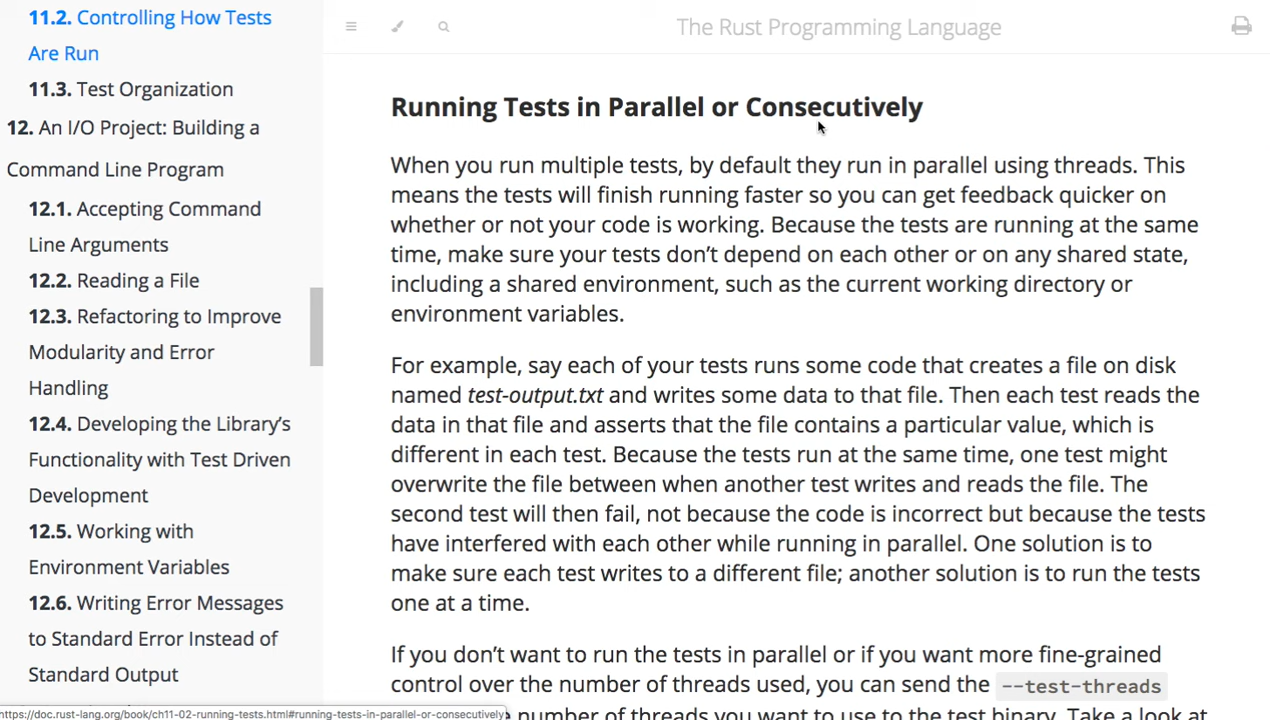 11.2. Controlling How Tests
Are Run
11.3. Test Organization
12. An I/O Project: Building a
Command Line Program
12.1. Accepting Command
Line Arguments
12.2. Reading a File
12.3. Refactoring to Improve
Modularity and Error
Handling
12.4. Developing the Library’s
Functionality with Test Driven
Development
12.5. Working with
Environment Variables
12.6. Writing Error Messages
to Standard Error Instead of
Standard Output
The Rust Programming Language
Running Tests in Parallel or Consecutively
When you run multiple tests, by default they run in parallel using threads. This
means the tests will finish running faster so you can get feedback quicker on
whether or not your code is working. Because the tests are running at the same
time, make sure your tests don’t depend on each other or on any shared state,
including a shared environment, such as the current working directory or
environment variables.
For example, say each of your tests runs some code that creates a file on disk
named test-output.txt and writes some data to that file. Then each test reads the
data in that file and asserts that the file contains a particular value, which is
different in each test. Because the tests run at the same time, one test might
overwrite the file between when another test writes and reads the file. The
second test will then fail, not because the code is incorrect but because the tests
have interfered with each other while running in parallel. One solution is to
make sure each test writes to a different file; another solution is to run the tests
one at a time.
If you don’t want to run the tests in parallel or if you want more fine-grained
control over the number of threads used, you can send the --test-threads
number of threads you want to use to the test binary. Take a look at
https://doc.rust-lang.org/book/ch11-02-running-tests.html#running-tests-in-parallel-or-consecutively